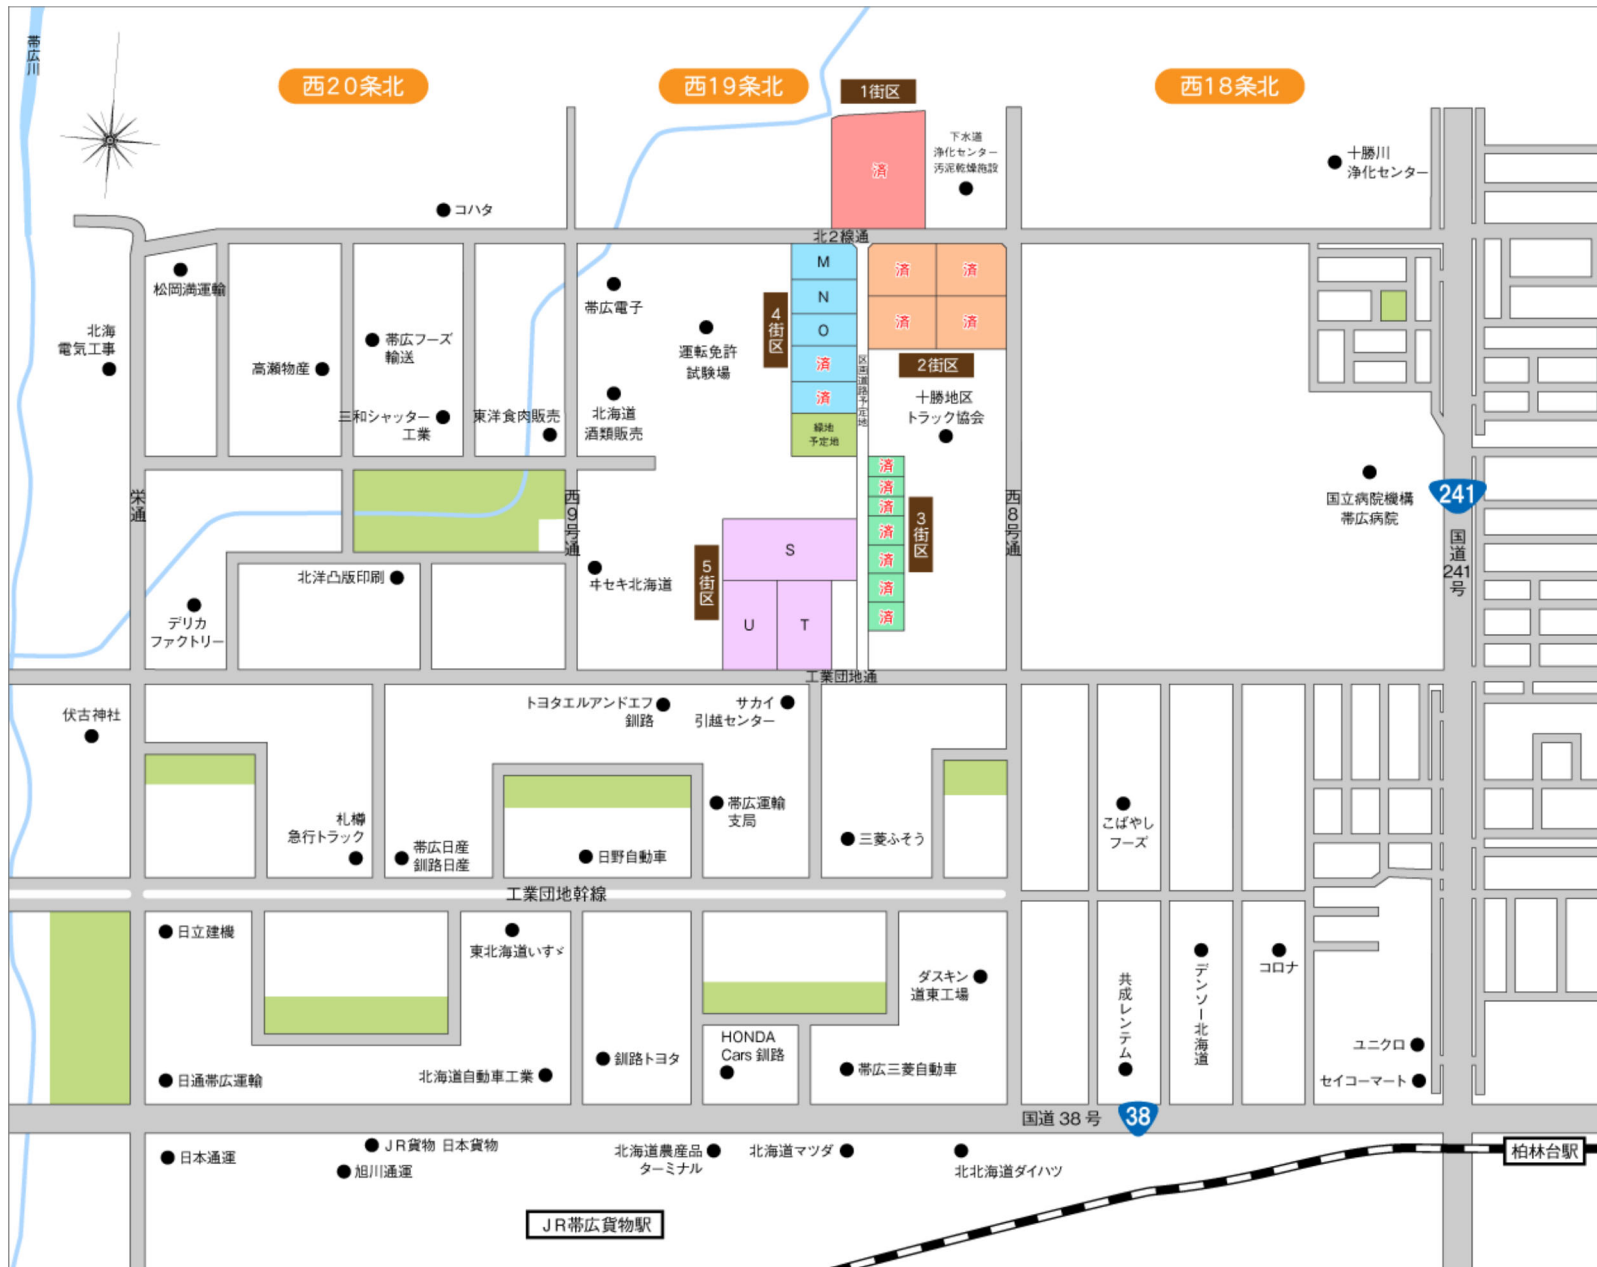 帯広川
西20条北
西19条北
西18条北
1街区
済
下水道
浄化センター
汚泥乾燥施設
十勝川
浄化センター
コハタ
北2線通
松岡満運輸
北海
電気工事
高瀬物産
帯広フーズ
輸送
三和シャッター
工業
東洋食肉販売
帯広電子
運転免許
試験場
北海道
酒類販売
4街区
M
N
O
済
済
緑地
予定地
区画道路予定地
済
済
済
済
2街区
十勝地区
トラック協会
済
済
済
済
済
済
済
3街区
栄通
西9号通
西8号通
国立病院機構
帯広病院
241
国道241号
北洋凸版印刷
デリカ
ファクトリー
ヰセキ北海道
5街区
S
U
T
工業団地通
伏古神社
トヨタエルアンドエフ
釧路
サカイ
引越センター
札樽
急行トラック
帯広日産
釧路日産
日野自動車
帯広運輸
支局
三菱ふそう
こばやし
フーズ
工業団地幹線
日立建機
東北海道いすゞ
ダスキン
道東工場
共成レンテム
デンソー北海道
コロナ
日通帯広運輸
北海道自動車工業
釧路トヨタ
HONDA
Cars 釧路
帯広三菱自動車
ユニクロ
セイコーマート
国道 38 号
38
日本通運
JR貨物 日本貨物
旭川通運
北海道農産品
ターミナル
北海道マツダ
北北海道ダイハツ
柏林台駅
JR帯広貨物駅